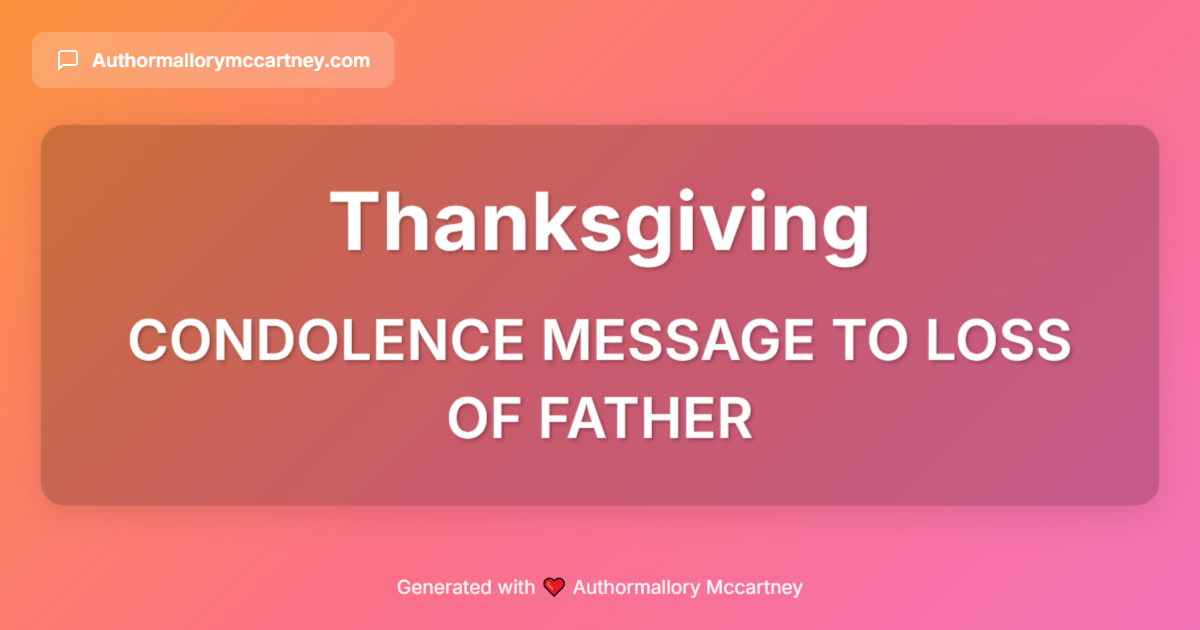 Authormallorymccartney.com
Thanksgiving
CONDOLENCE MESSAGE TO LOSS
OF FATHER
Generated with ❤️ Authormallory Mccartney